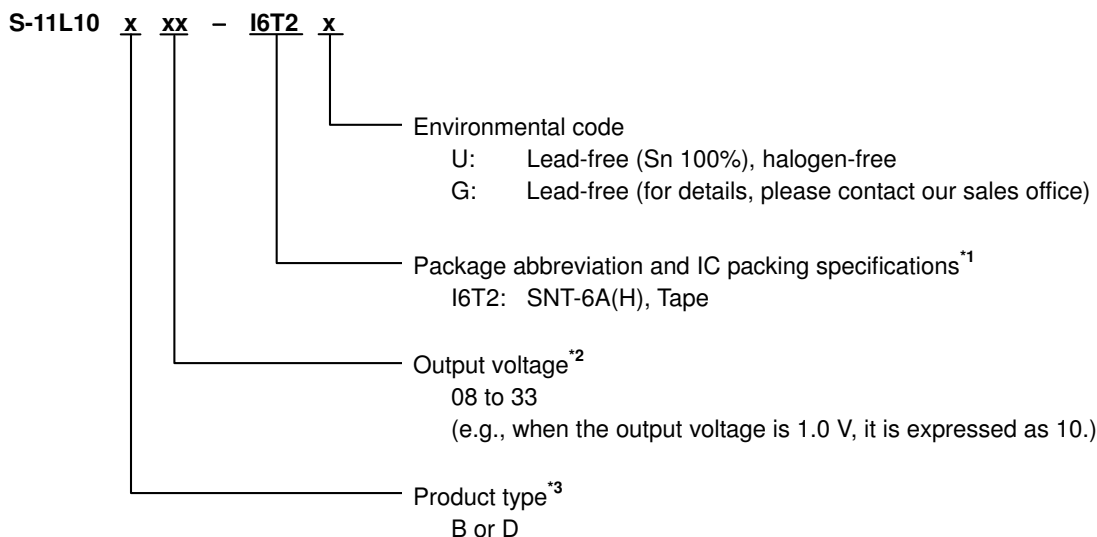 S-11L10 x xx – I6T2 x
Environmental code
U: Lead-free (Sn 100%), halogen-free
G: Lead-free (for details, please contact our sales office)
Package abbreviation and IC packing specifications*1
I6T2: SNT-6A(H), Tape
Output voltage*2
08 to 33
(e.g., when the output voltage is 1.0 V, it is expressed as 10.)
Product type*3
B or D